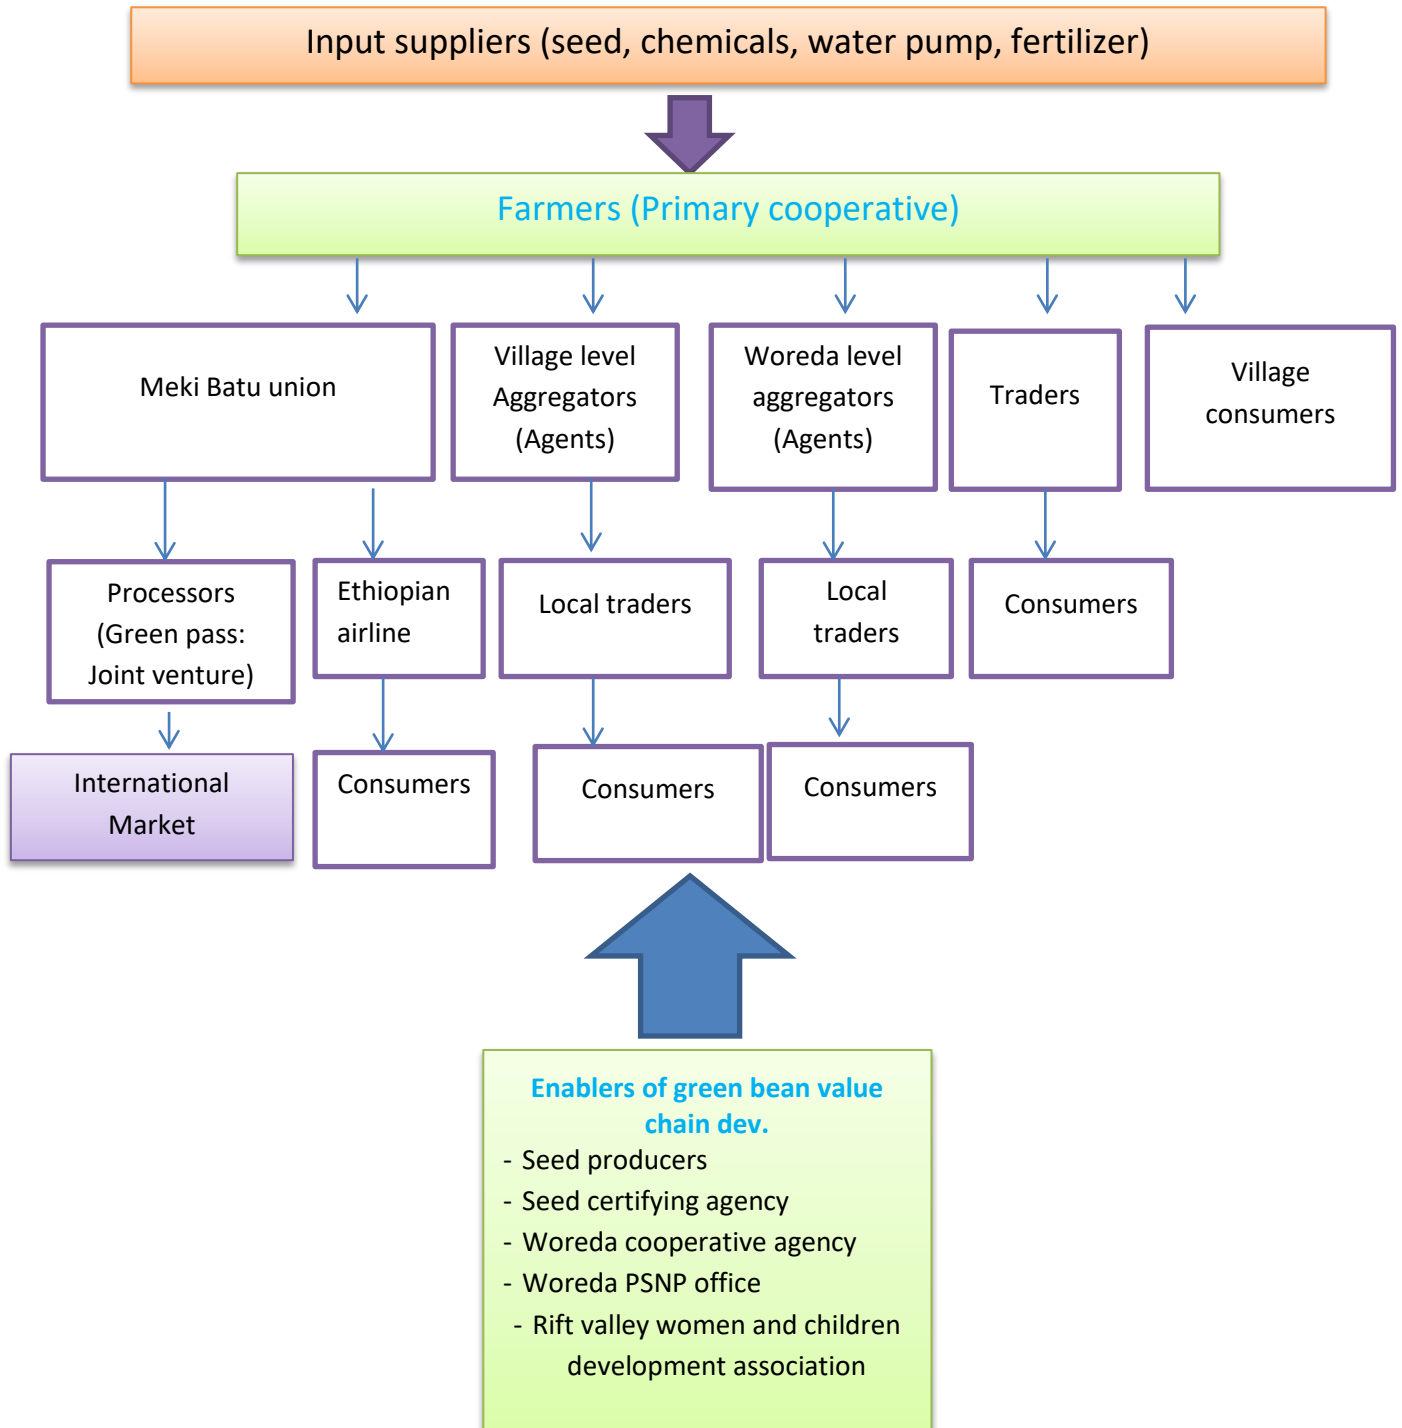 Input suppliers (seed, chemicals, water pump, fertilizer)
Farmers (Primary cooperative)
Meki Batu union
Village level
Aggregators
(Agents)
Woreda level
aggregators
(Agents)
Traders
Village
consumers
Processors
(Green pass:
Joint venture)
Ethiopian
airline
Local traders
Local
traders
Consumers
International
Market
Consumers
Consumers
Consumers
Enablers of green bean value
chain dev.
- Seed producers
- Seed certifying agency
- Woreda cooperative agency
- Woreda PSNP office
- Rift valley women and children
development association